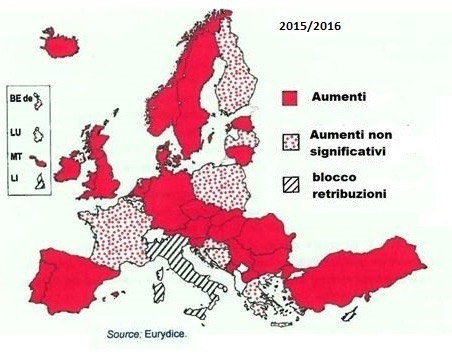 2015/2016
BE de
LU
MT
LI
Aumenti
Aumenti non
significativi
blocco
retribuzioni
Source: Eurydice.